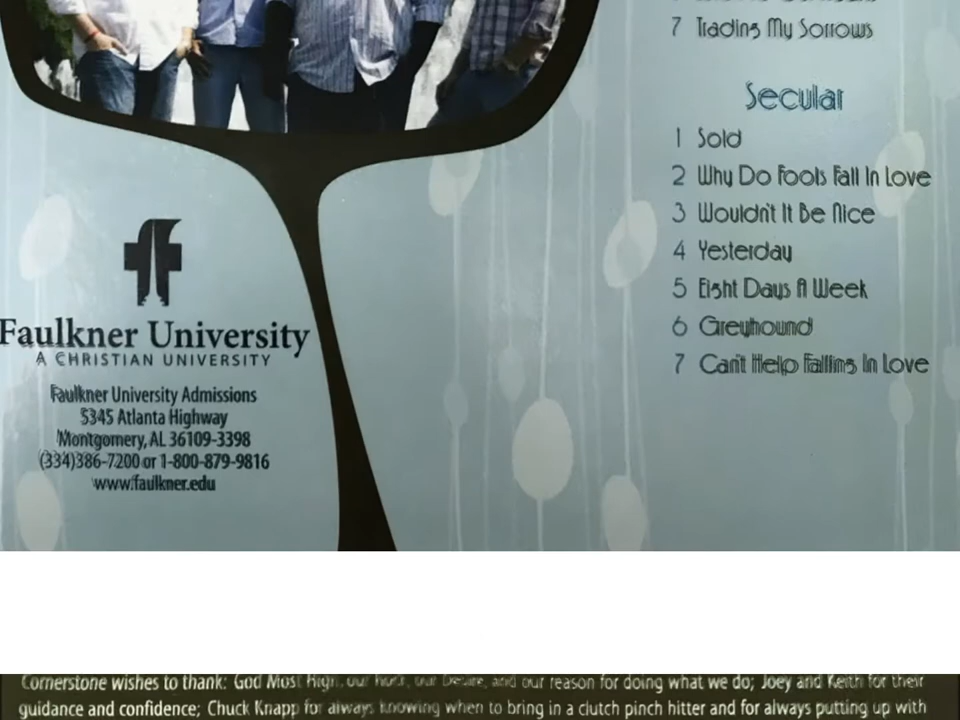 7 Trading My Sorrows
Secular
1 Sold
2 Why Do Fools Fall In Love
3 Wouldn't It Be Nice
4 Yesterday
5 Eight Days A Week
6 Greyhound
7 Can't Help Falling In Love
Faulkner University
A CHRISTIAN UNIVERSITY
Faulkner University Admissions
5345 Atlanta Highway
Montgomery, AL 36109-3398
(334)386-7200 or 1-800-879-9816
www.faulkner.edu
Cornerstone wishes to thank: God Most High, our Rock, our Desire, and our reason for doing what we do; Joey and Keith for their
guidance and confidence; Chuck Knapp for always knowing when to bring in a clutch pinch hitter and for always putting up with